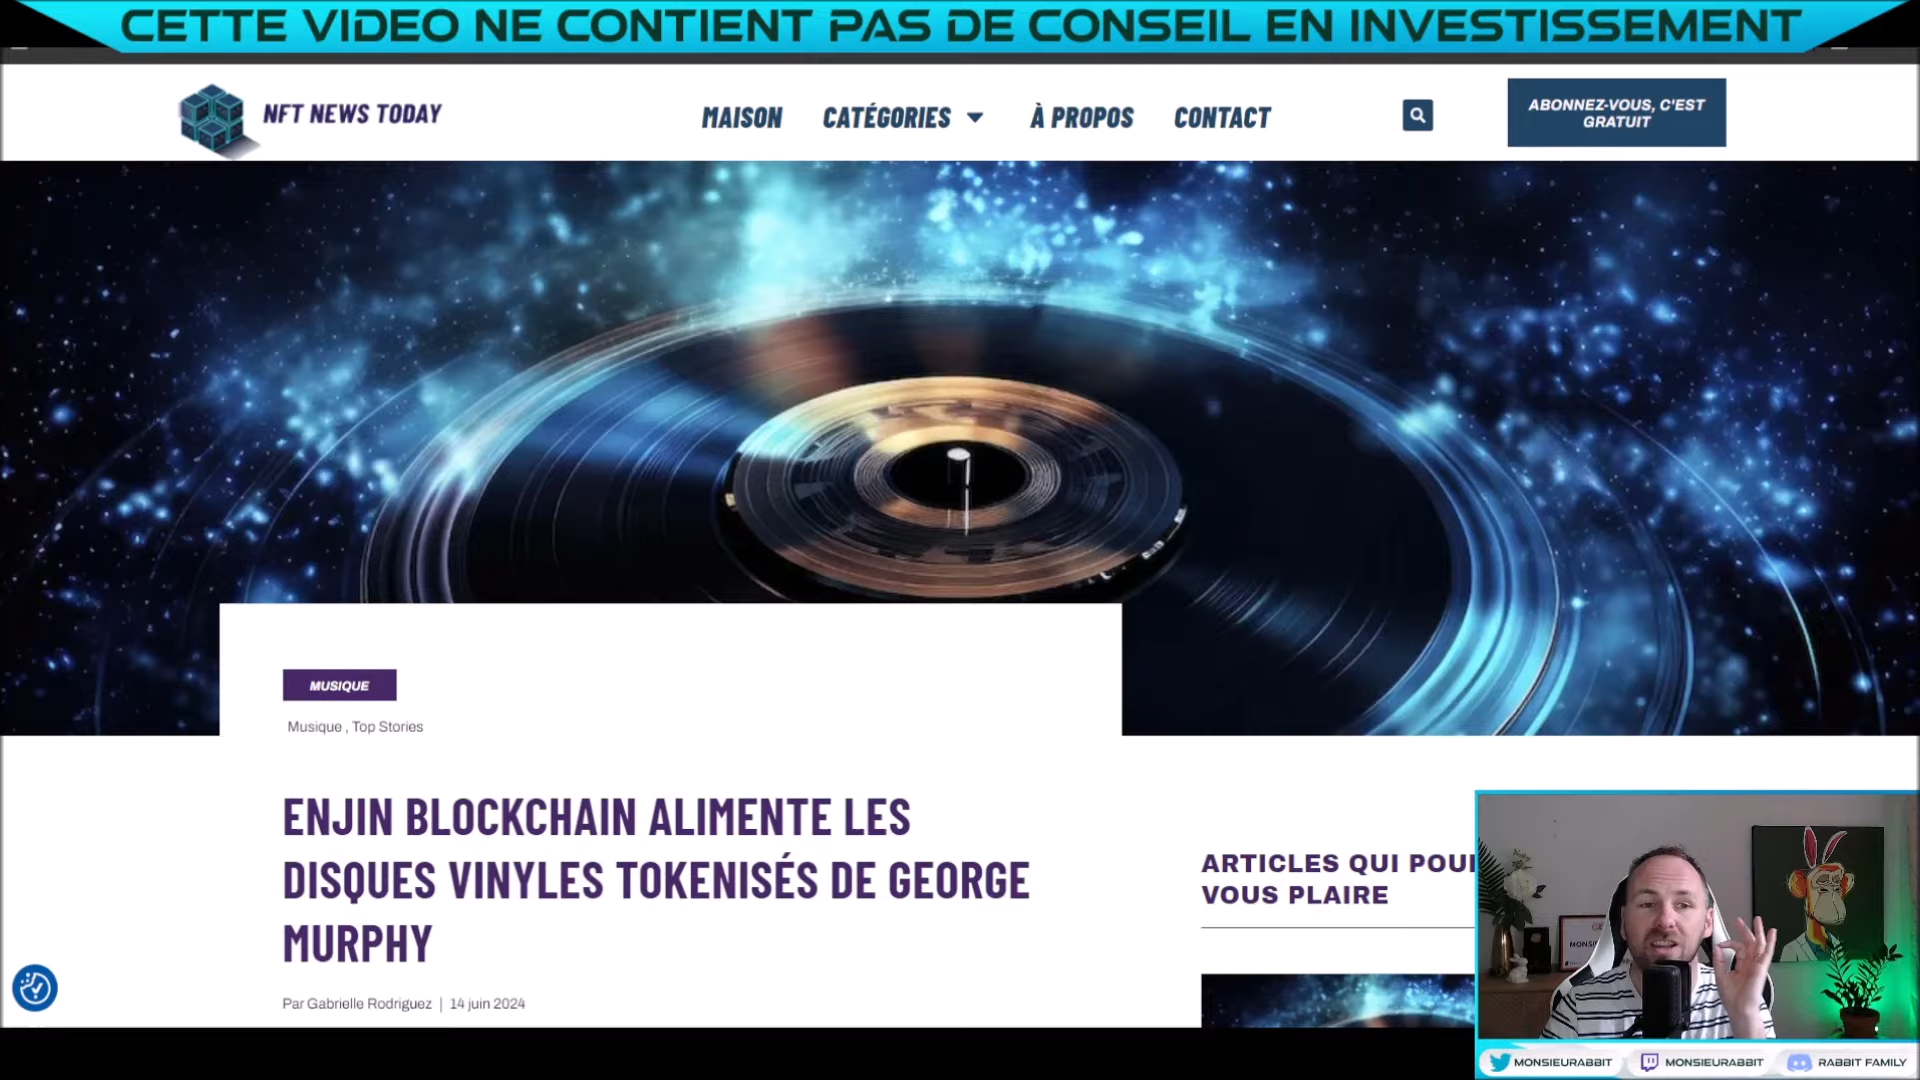 CETTE VIDEO NE CONTIENT PAS DE CONSEIL EN INVESTISSEMENT
NFT NEWS TODAY
MAISON
CATÉGORIES
À PROPOS
CONTACT
ABONNEZ-VOUS, C'EST
GRATUIT
MUSIQUE
Musique , Top Stories
ENJIN BLOCKCHAIN ALIMENTE LES
DISQUES VINYLES TOKENISÉS DE GEORGE
MURPHY
Par Gabrielle Rodriguez | 14 juin 2024
ARTICLES QUI
VOUS PLAIRE
MONSIEURABBIT
MONSIEURABBIT
RABBIT FAMILY